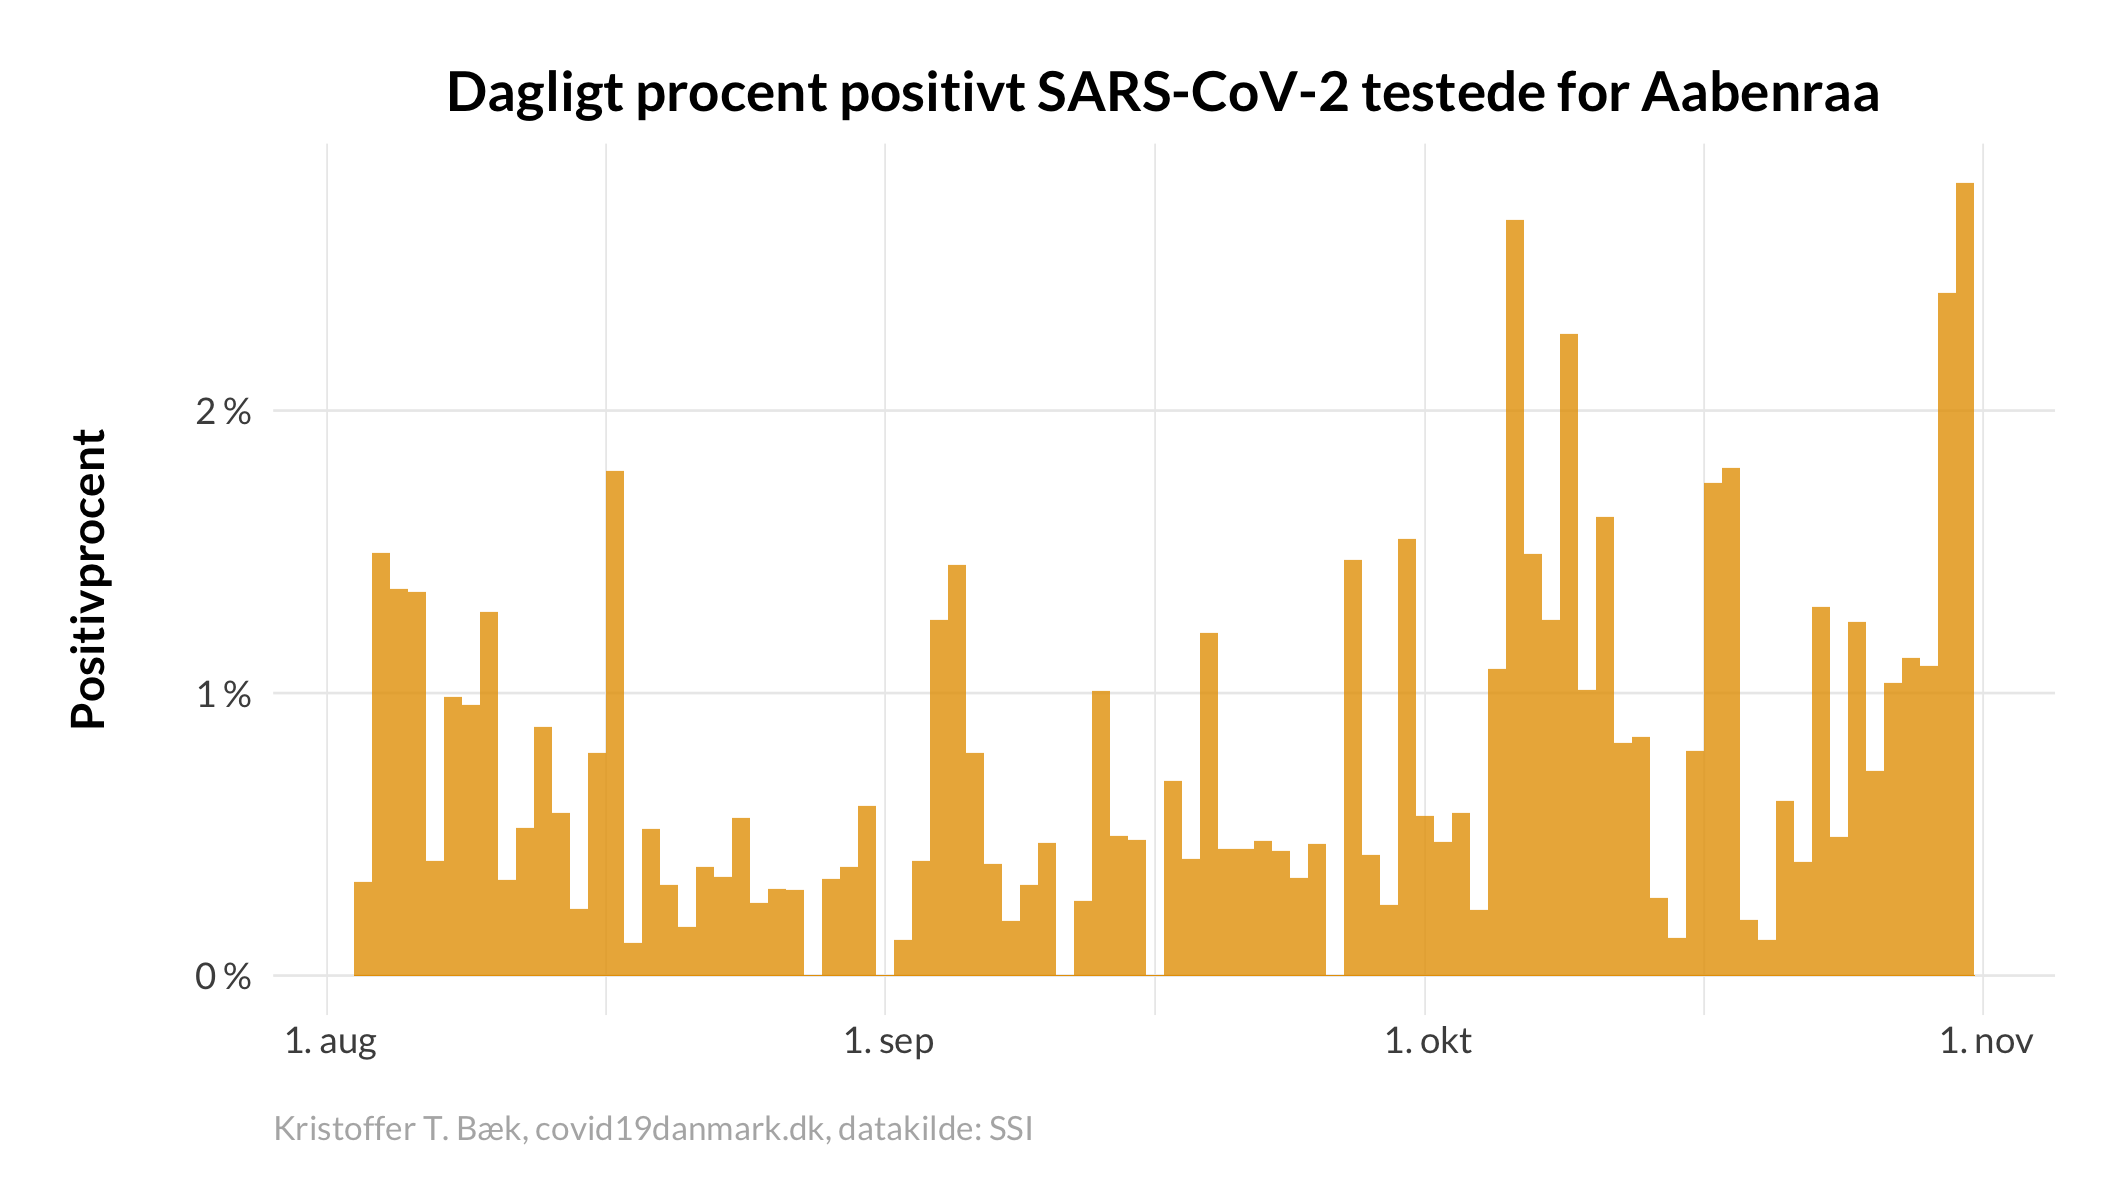 Dagligt procent positivt SARS-CoV-2 testede for Aabenraa
Positivprocent
2 %
1 %
0 %
1. aug
1. sep
1. okt
1. nov
Kristoffer T. Bæk, covid19danmark.dk, datakilde: SSI